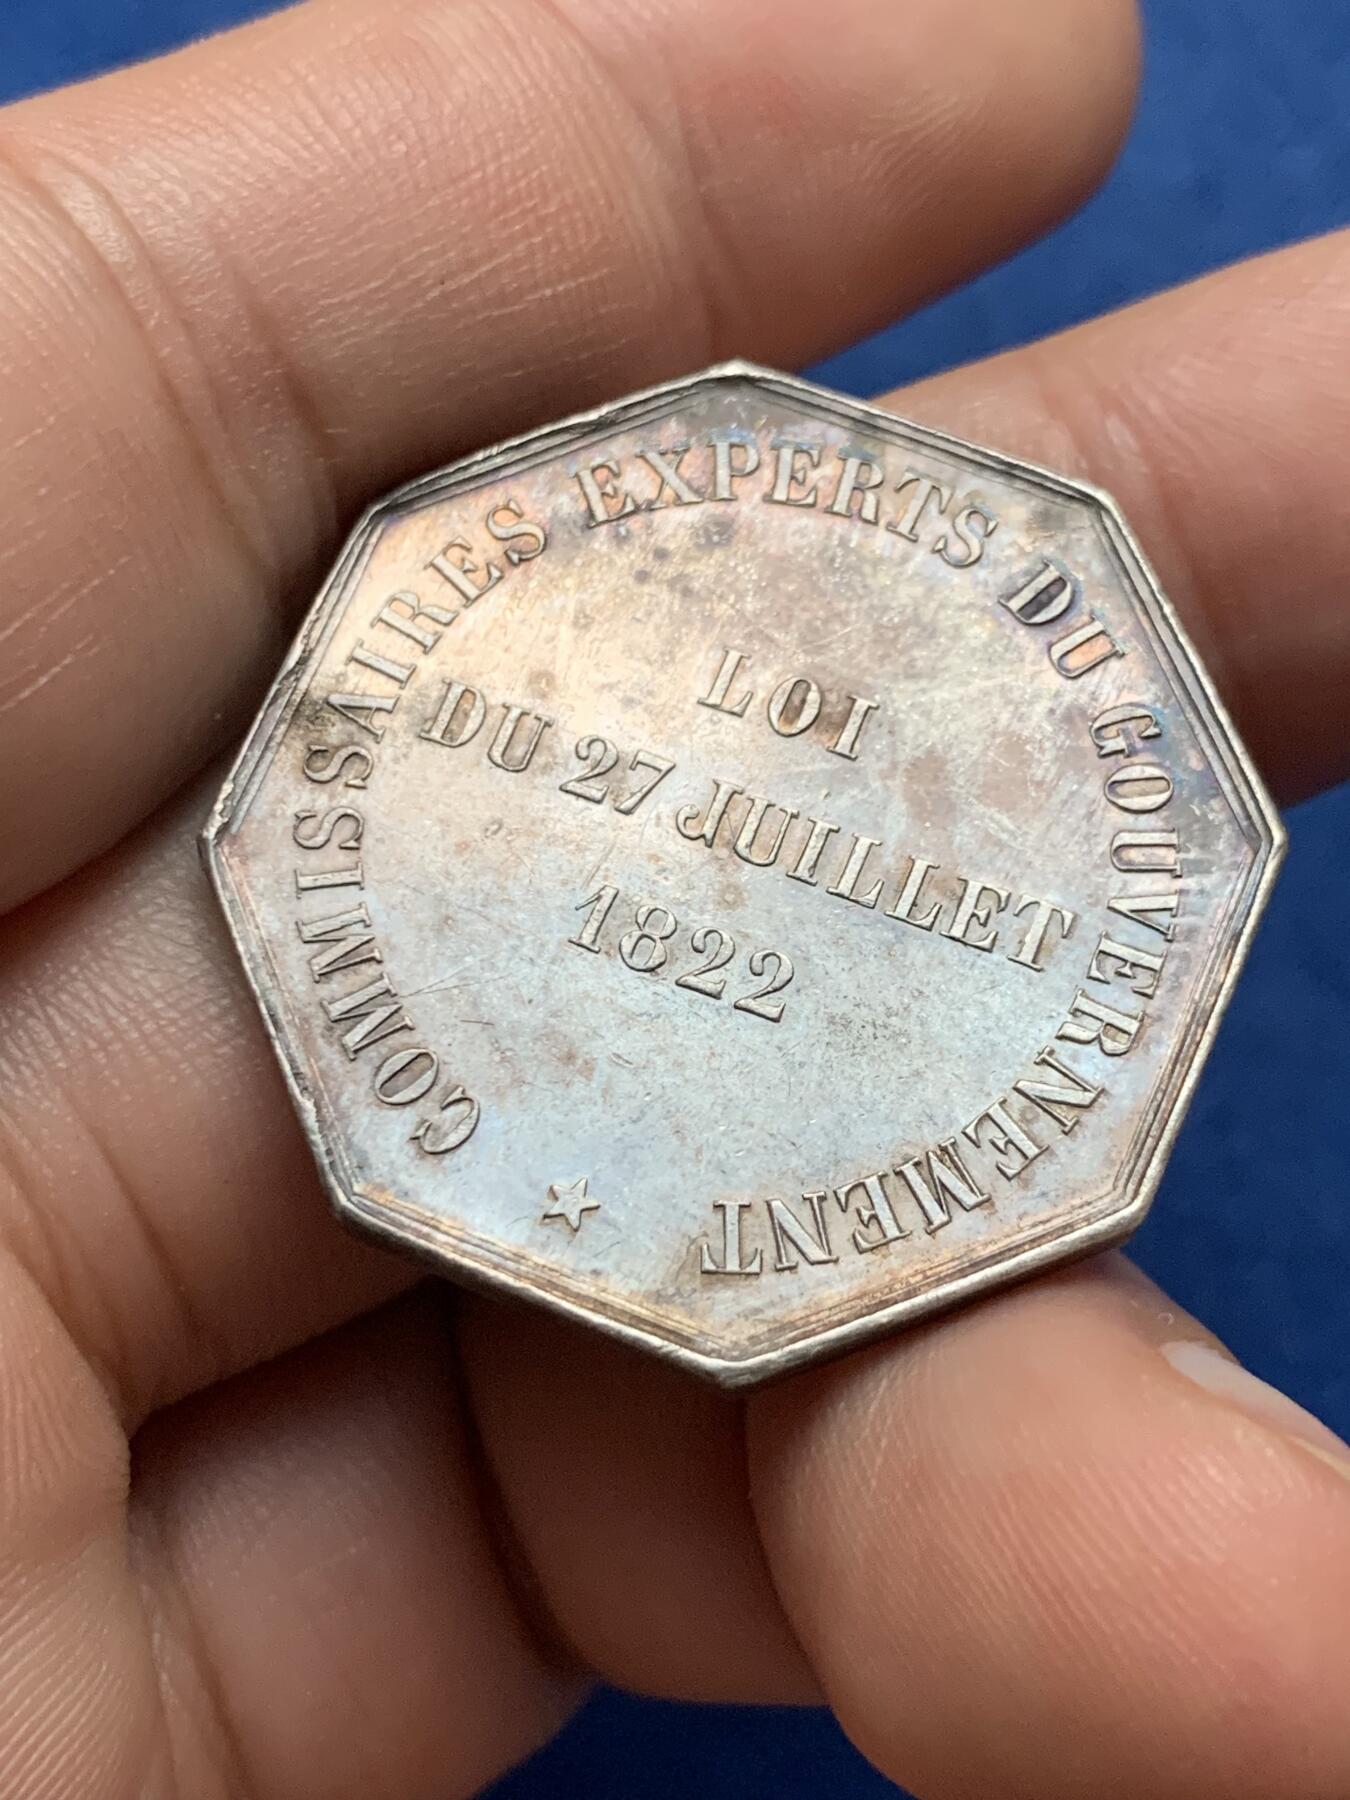 COMMISSAIRES EXPERTS DU GOUVERNEMENT
LOI
DU 27 JUILLET
1822